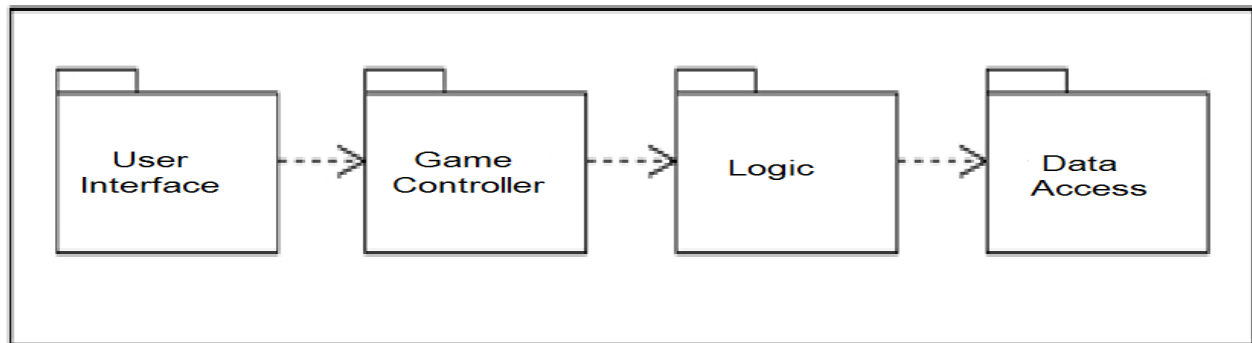 User
Interface
Game
Controller
Logic
Data
Access